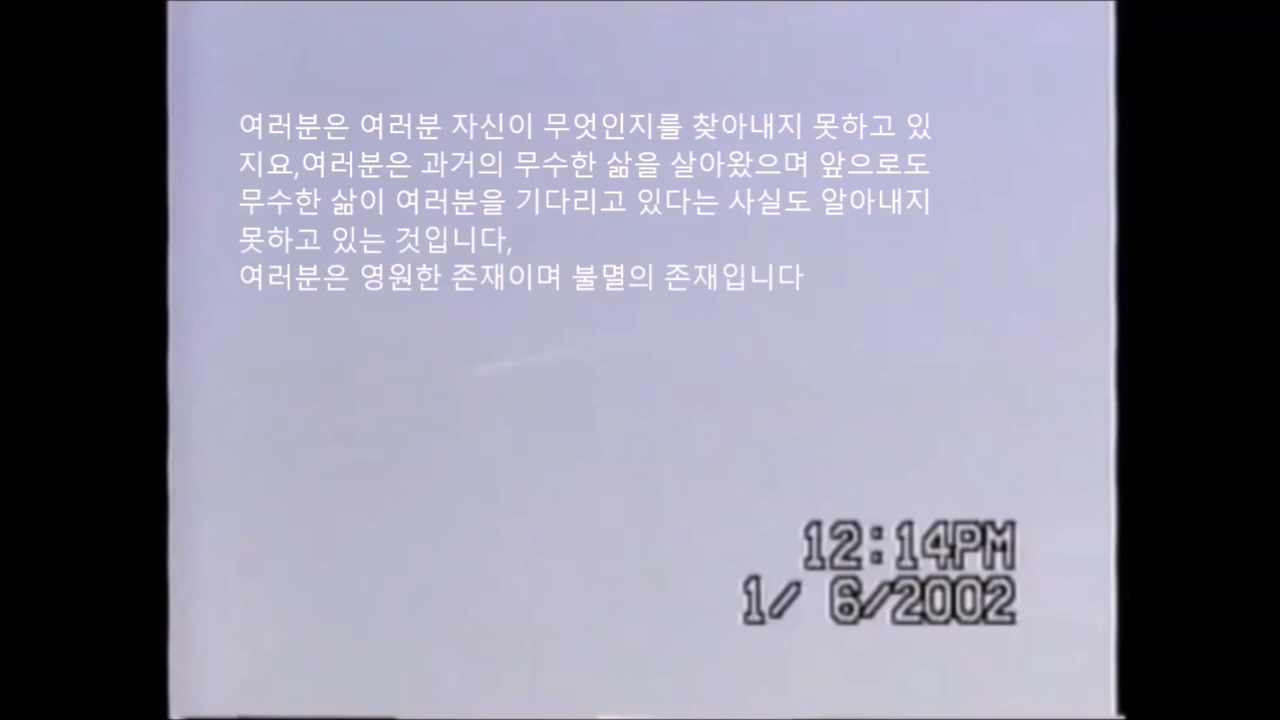 여러분은 여러분 자신이 무엇인지를 찾아내지 못하고 있
지요,여러분은 과거의 무수한 삶을 살아왔으며 앞으로도
무수한 삶이 여러분을 기다리고 있다는 사실도 알아내지
못하고 있는 것입니다,
여러분은 영원한 존재이며 불멸의 존재입니다
12:14PM
1/ 6/2002